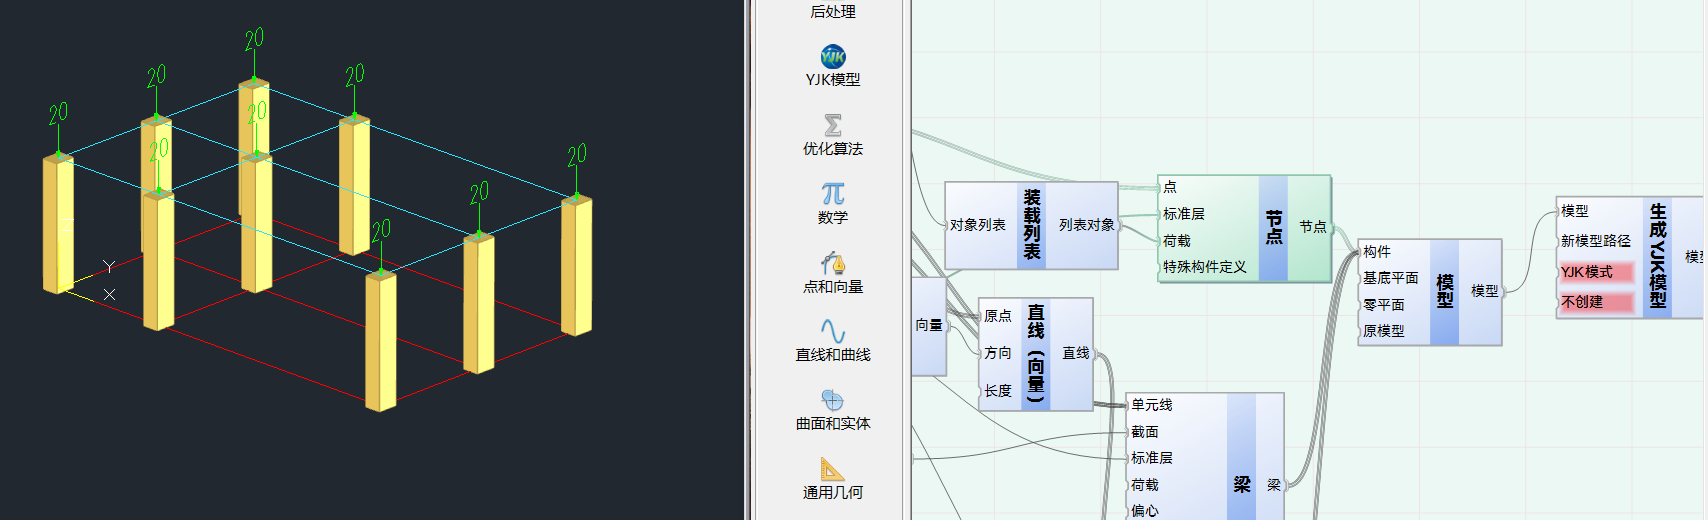 20
20
20
20
20
20
20
20
20
Z
Y
X
后处理
YJK
YJK模型
优化算法
数学
点和向量
直线和曲线
曲面和实体
通用几何
对象列表
装载列表
列表对象
点
标准层
荷载
特殊构件定义
节点
节点
向量
原点
方向
长度
直线（向量）
直线
单元线
截面
标准层
荷载
偏心
梁
梁
构件
基底平面
零平面
原模型
模型
模型
模型
新模型路径
YJK模式
不创建
生成YJK模型